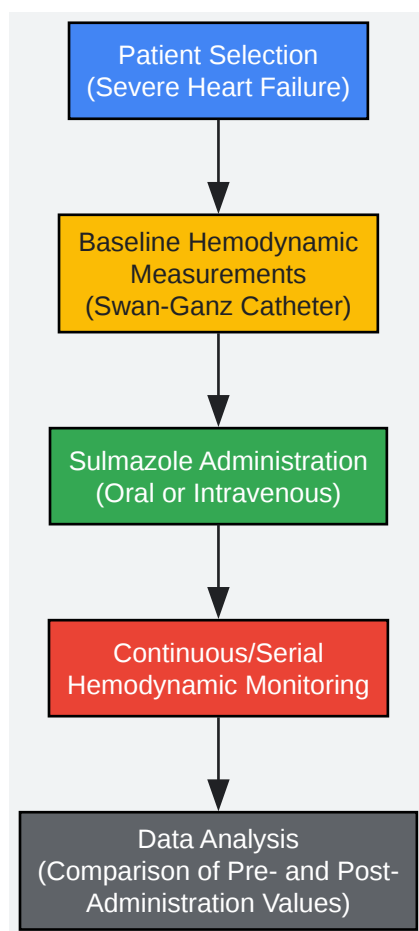 Patient Selection
(Severe Heart Failure)
Baseline Hemodynamic
Measurements
(Swan-Ganz Catheter)
Sulmazole Administration
(Oral or Intravenous)
Continuous/Serial
Hemodynamic Monitoring
Data Analysis
(Comparison of Pre- and Post-
Administration Values)